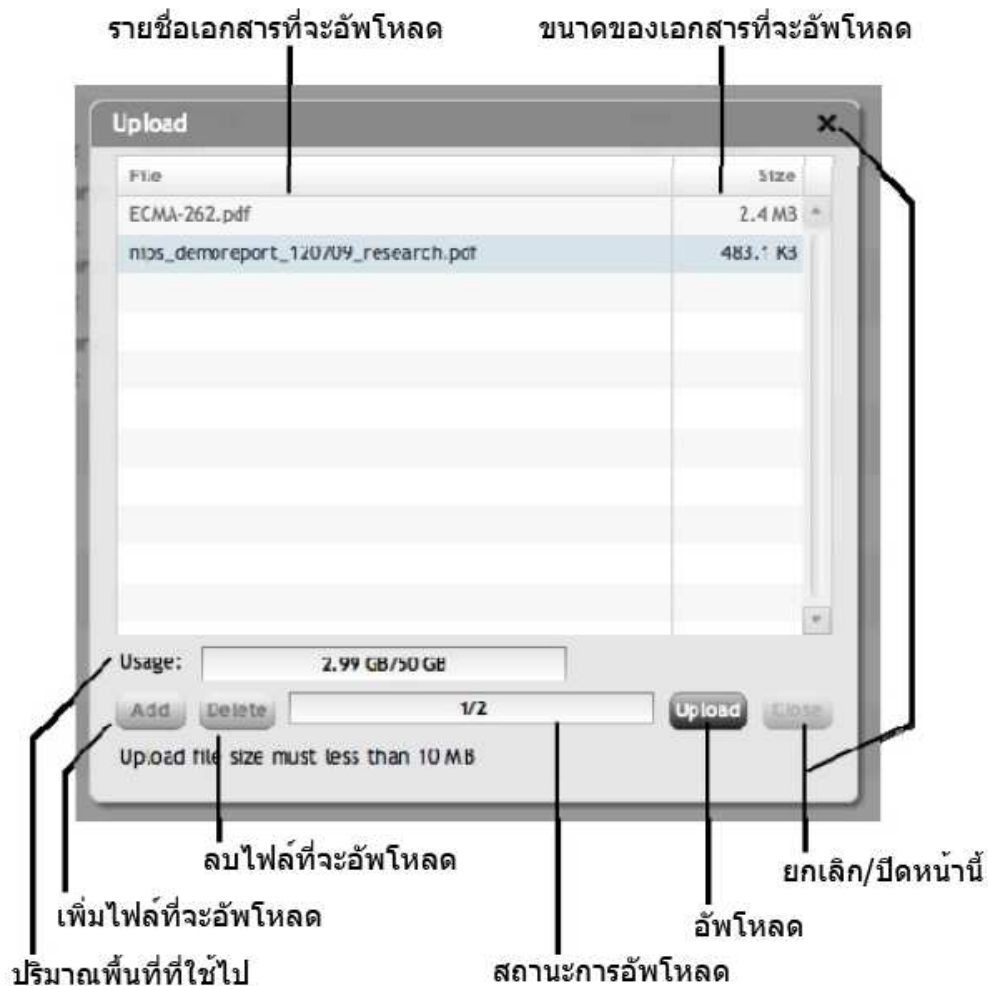 รายชื่อเอกสารที่จะอัพโหลด ขนาดของเอกสารที่จะอัพโหลด
Upload ×
File Size
ECMA-262.pdf 2.4 MB
nips_demoreport_120709_research.pdf 483.1 KB
Usage: 2.99 GB/50 GB
Add Delete 1/2 Upload Close
Upload file size must less than 10 MB
ลบไฟล์ที่จะอัพโหลด
ยกเลิก/ปิดหน้านี้
เพิ่มไฟล์ที่จะอัพโหลด
อัพโหลด
ปริมาณพื้นที่ที่ใช้ไป
สถานะการอัพโหลด